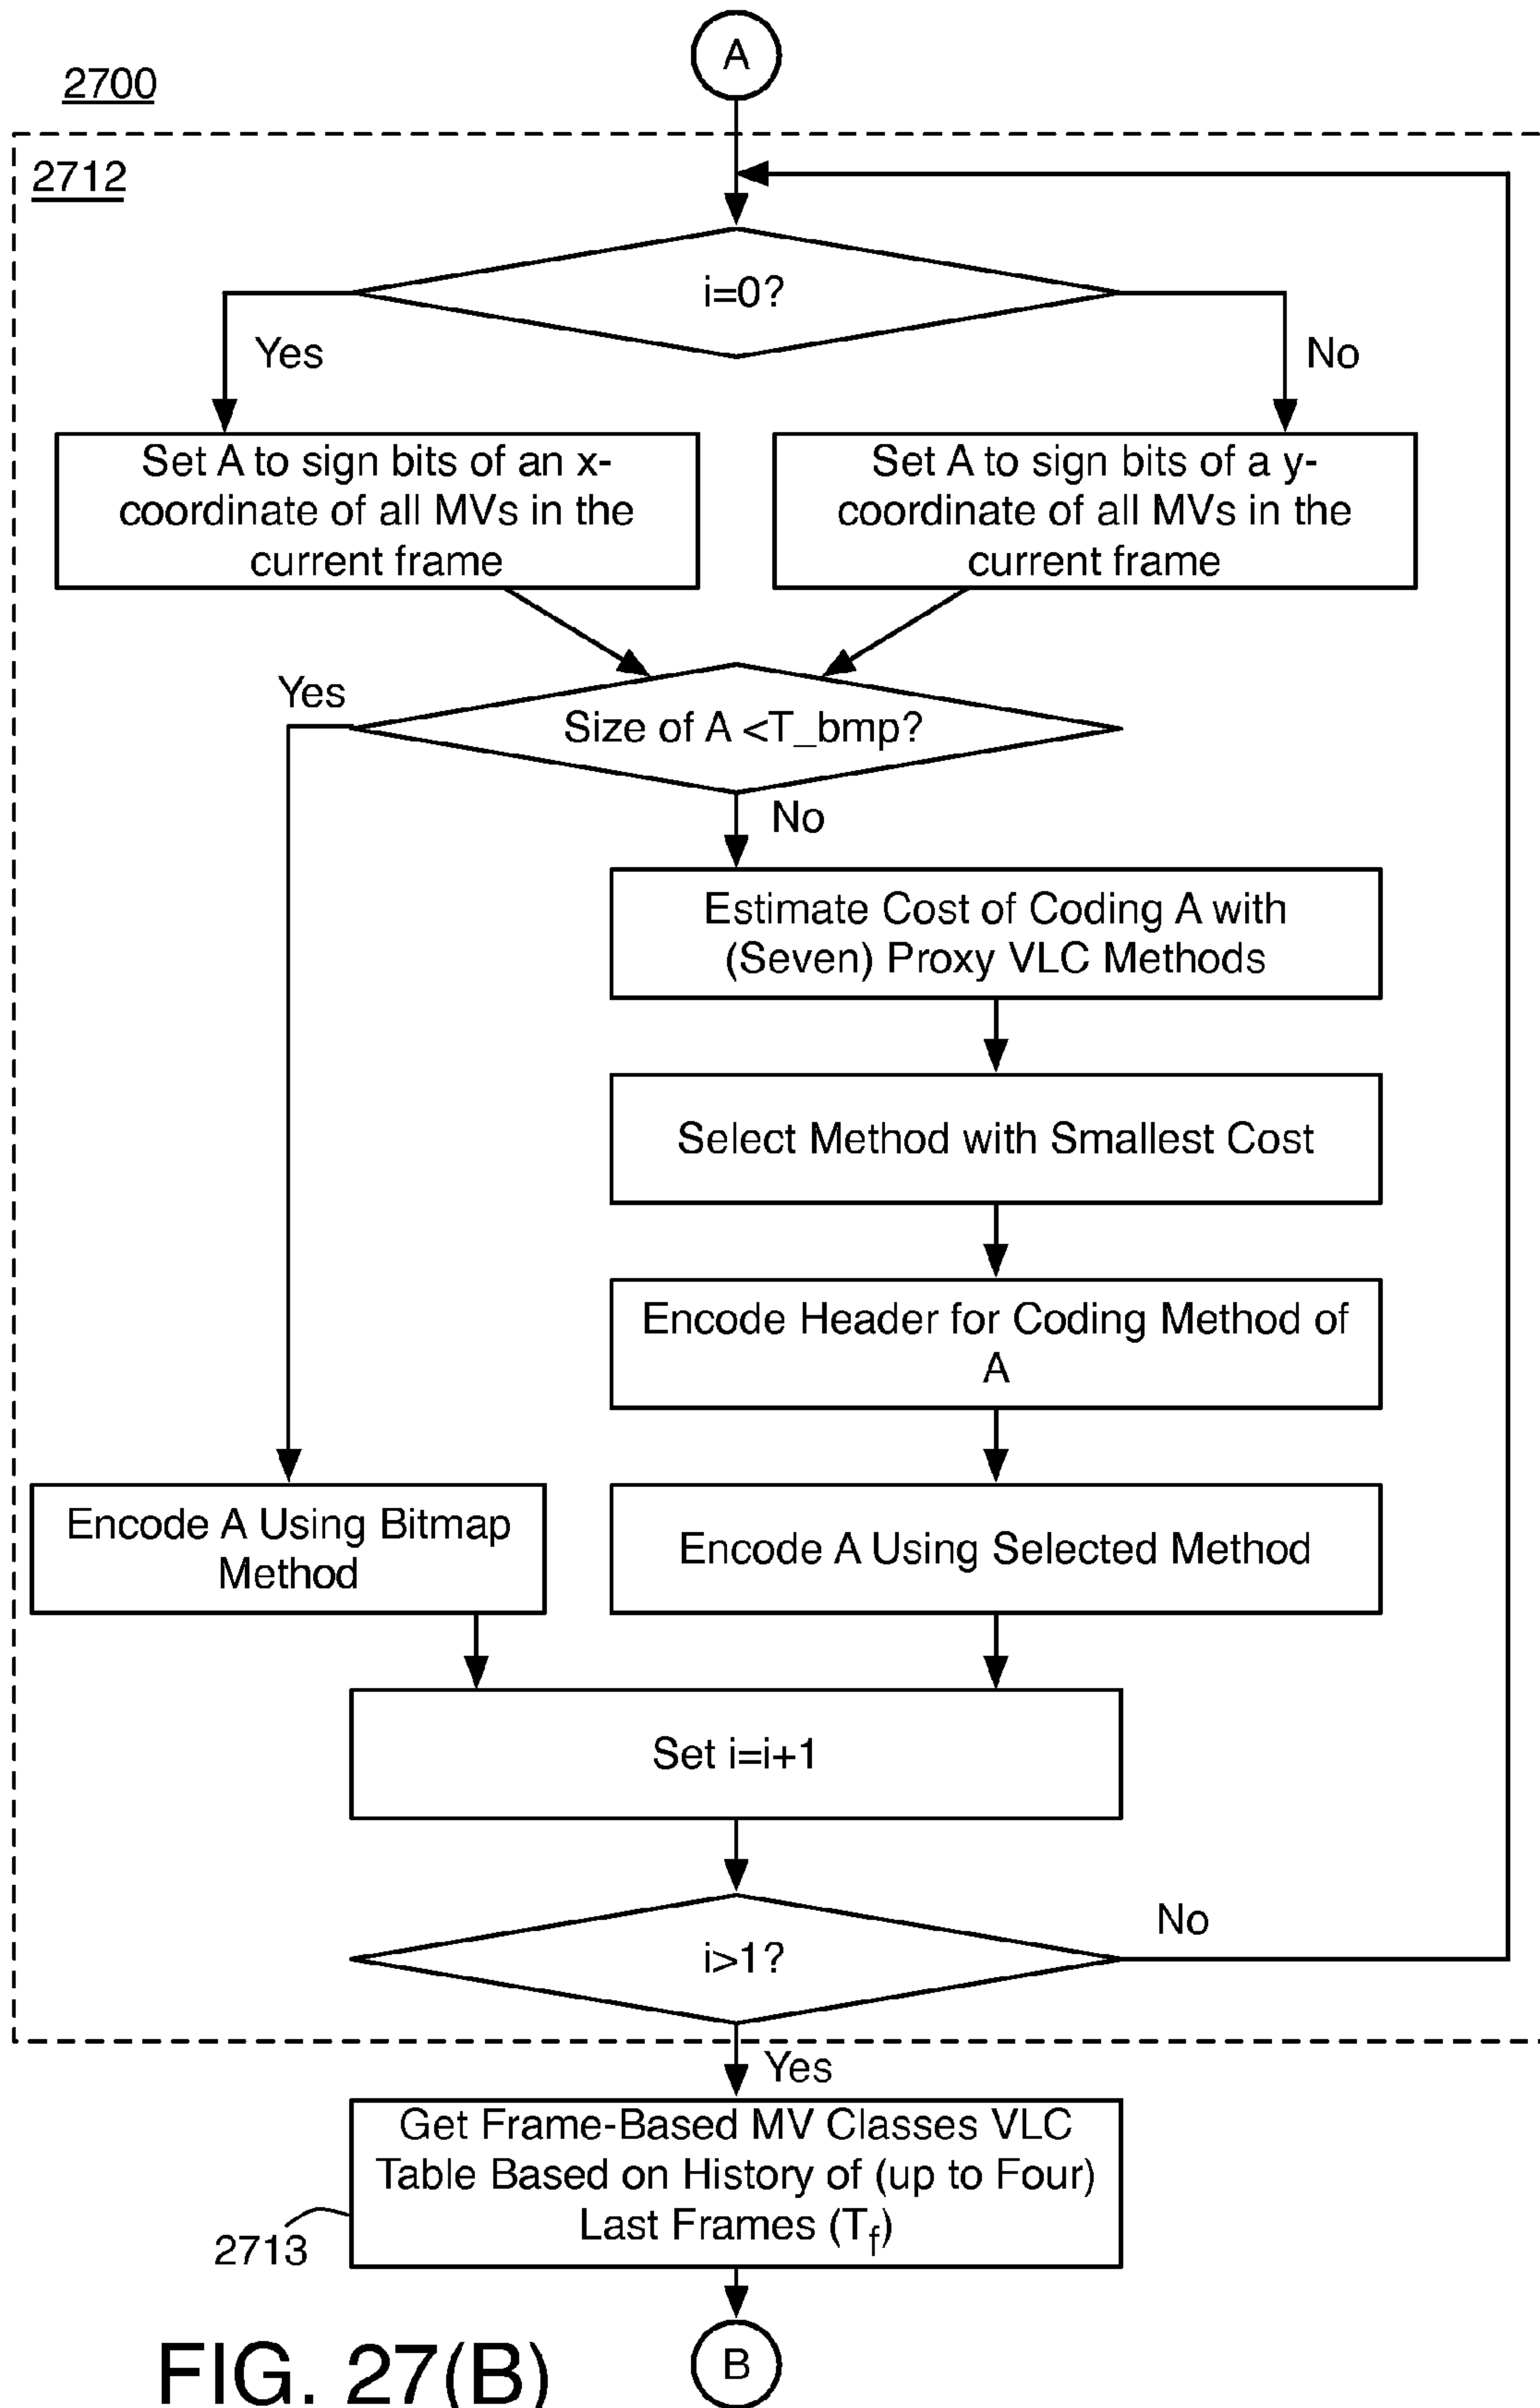 A
2700
2712
i=0?
Yes
No
Set A to sign bits of an x-
coordinate of all MVs in the
current frame
Set A to sign bits of a y-
coordinate of all MVs in the
current frame
Yes
Size of A <T_bmp?
No
Estimate Cost of Coding A with
(Seven) Proxy VLC Methods
Select Method with Smallest Cost
Encode Header for Coding Method of
A
Encode A Using Bitmap
Method
Encode A Using Selected Method
Set i=i+1
i>1?
No
Yes
Get Frame-Based MV Classes VLC
Table Based on History of (up to Four)
Last Frames (Tf)
2713
B
FIG. 27(B)